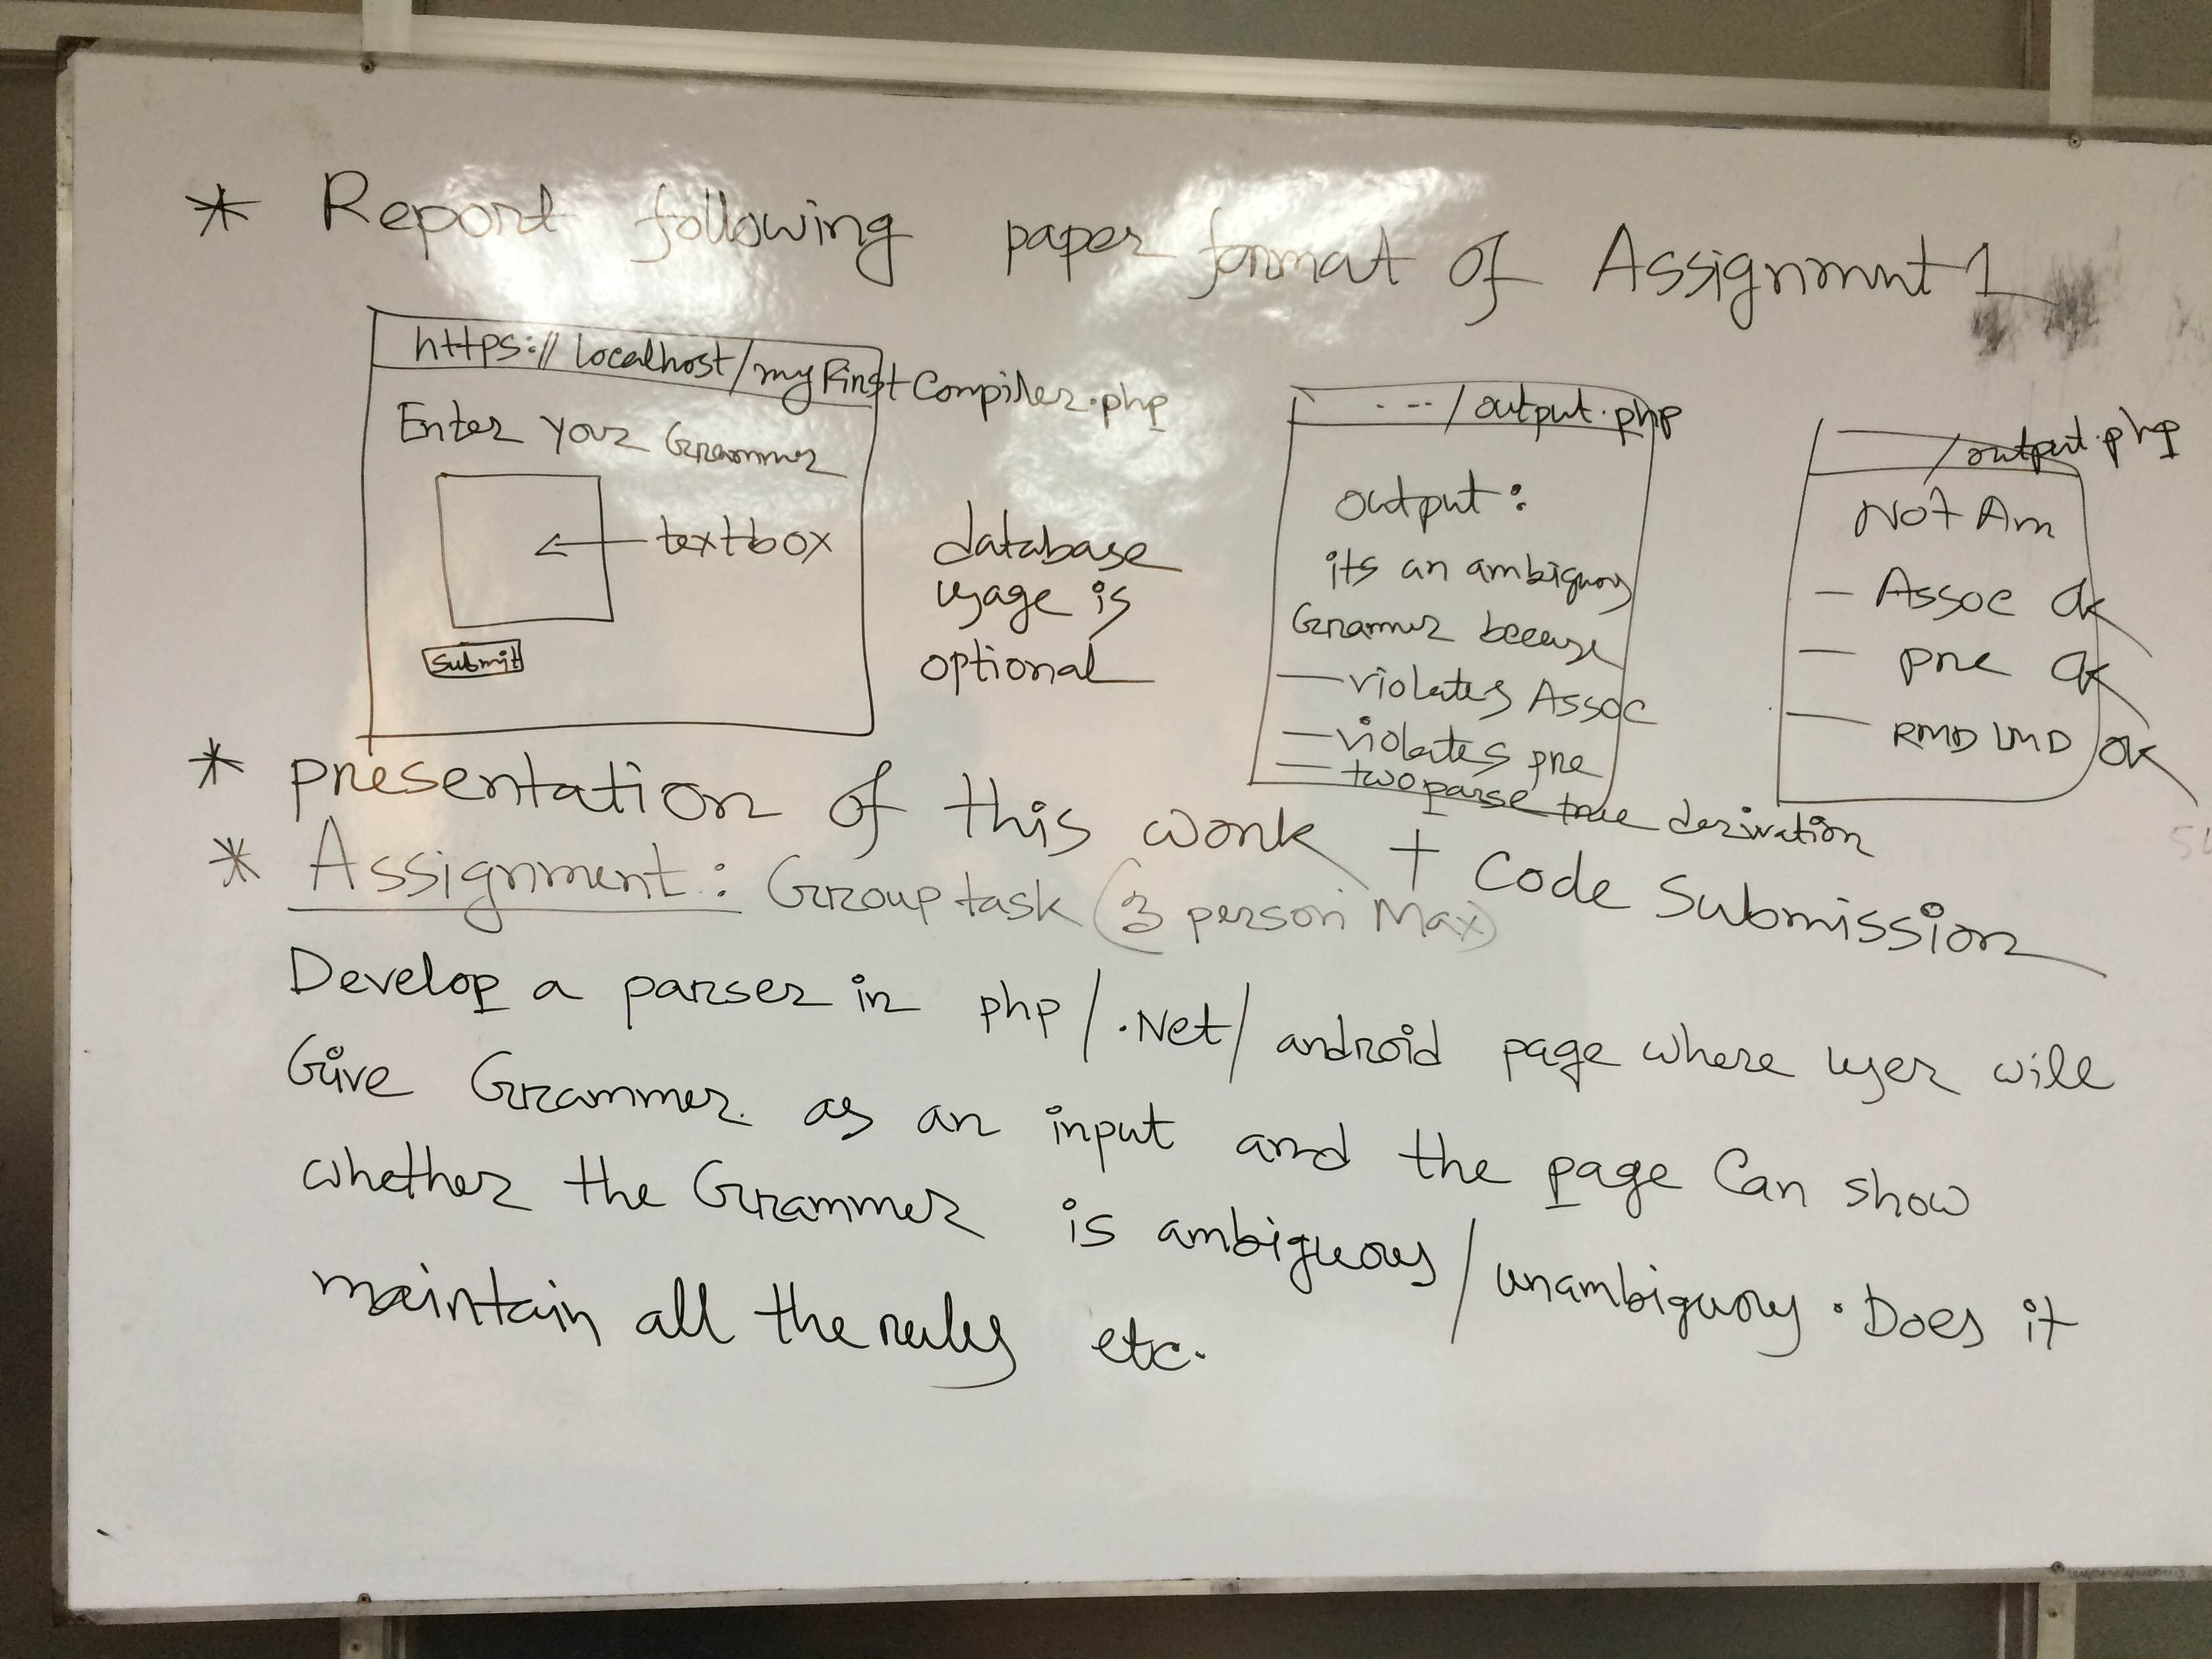 * Report following paper format of Assignmnt 1
https://localhost/myFirstCompiler.php
Enter your Grammer
textbox
Submit
database
usage is
optional
---/output.php
output:
its an ambiguous
Grammer becuse
— violates Assoc
— violates pre
— two parse tree derivation
/output.php
Not Am
— Assoc ok
— pre ok
— RMD LMD ok
* presentation of this work + Code Submission
* Assignment: Group task (3 person Max)
Develop a parser in php/.Net/android page where user will
Give Grammer as an input and the page Can show
whether the Grammer is ambiguous/unambiguous. Does it
maintain all the rules etc.